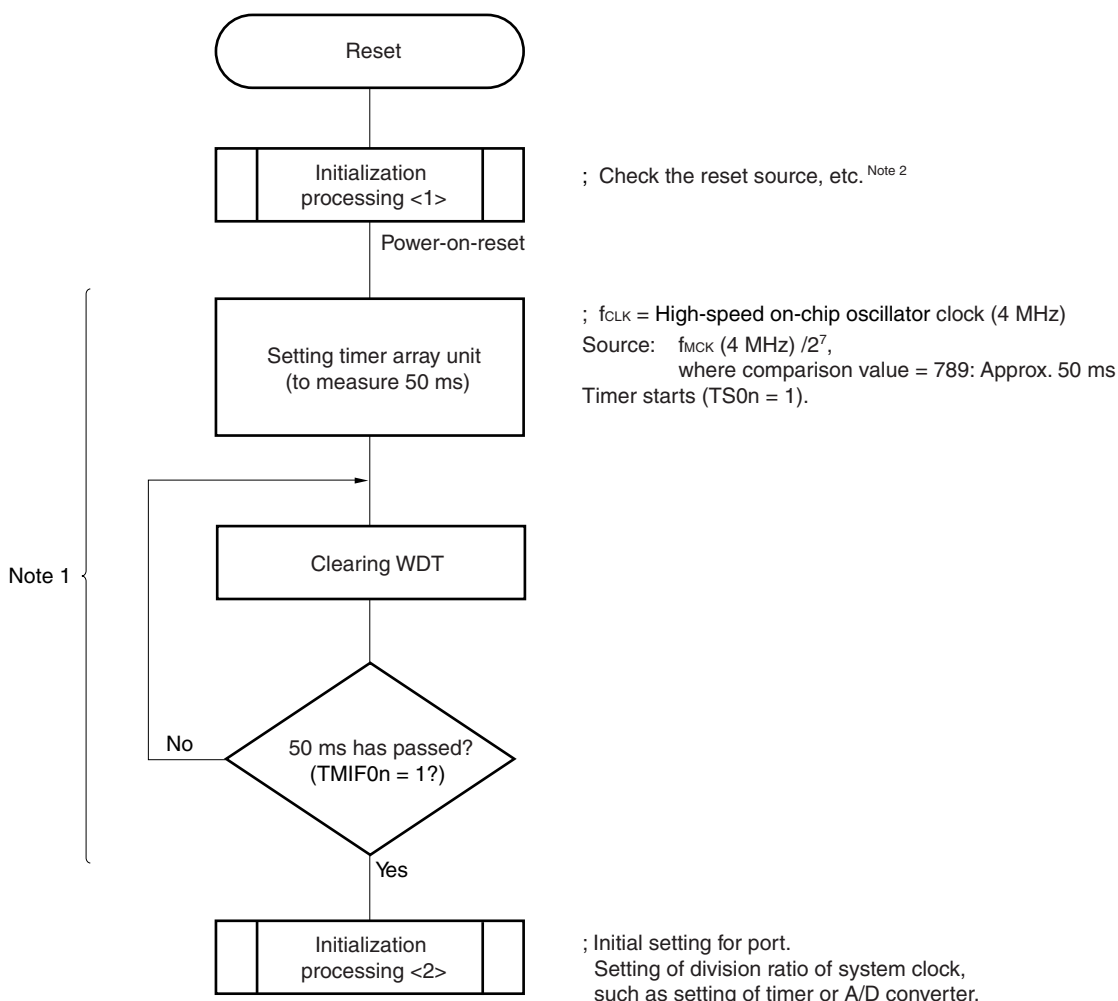 Reset
Initialization
processing <1>
; Check the reset source, etc. Note 2
Power-on-reset
Setting timer array unit
(to measure 50 ms)
; fCLK = High-speed on-chip oscillator clock (4 MHz)
Source: fMCK (4 MHz) /2⁷,
where comparison value = 789: Approx. 50 ms
Timer starts (TS0n = 1).
Note 1
Clearing WDT
No
50 ms has passed?
(TMIF0n = 1?)
Yes
Initialization
processing <2>
; Initial setting for port.
Setting of division ratio of system clock,
such as setting of timer or A/D converter.